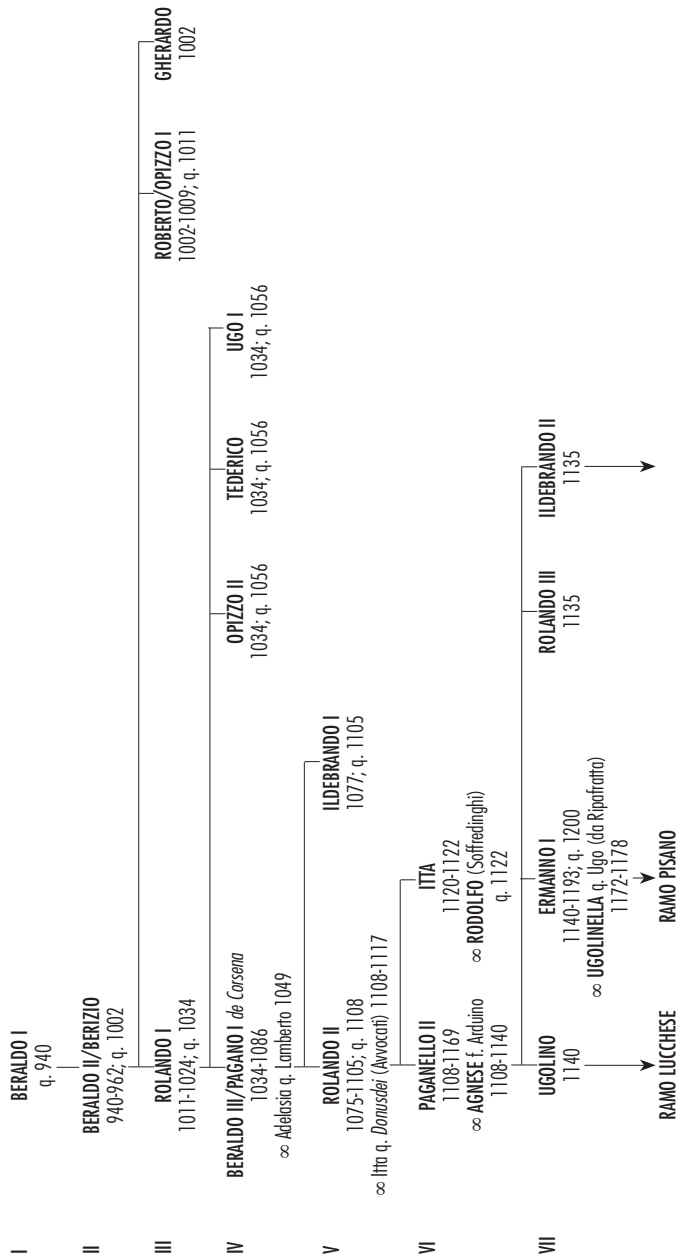 I
BERALDO I
q. 940
II
BERALDO II/BERIZIO
940-962; q. 1002
III
ROLANDO I
1011-1024; q. 1034
ROBERTO/OPIZZO I
1002-1009; q. 1011
GHERARDO
1002
IV
BERALDO III/PAGANO I de Corsena
1034-1086
∞ Adelasia q. Lamberto 1049
OPIZZO II
1034; q. 1056
TEDERICO
1034; q. 1056
UGO I
1034; q. 1056
V
ROLANDO II
1075-1105; q. 1108
∞ Itta q. Donusdei (Avvocati) 1108-1117
ILDEBRANDO I
1077; q. 1105
VI
PAGANELLO II
1108-1169
∞ AGNESE f. Arduino
1108-1140
ITTA
1120-1122
∞ RODOLFO (Soffredinghi)
q. 1122
VII
UGOLINO
1140
ERMANNO I
1140-1193; q. 1200
∞ UGOLINELLA q. Ugo (da Ripafratta)
1172-1178
ROLANDO III
1135
ILDEBRANDO II
1135
RAMO LUCCHESE
RAMO PISANO